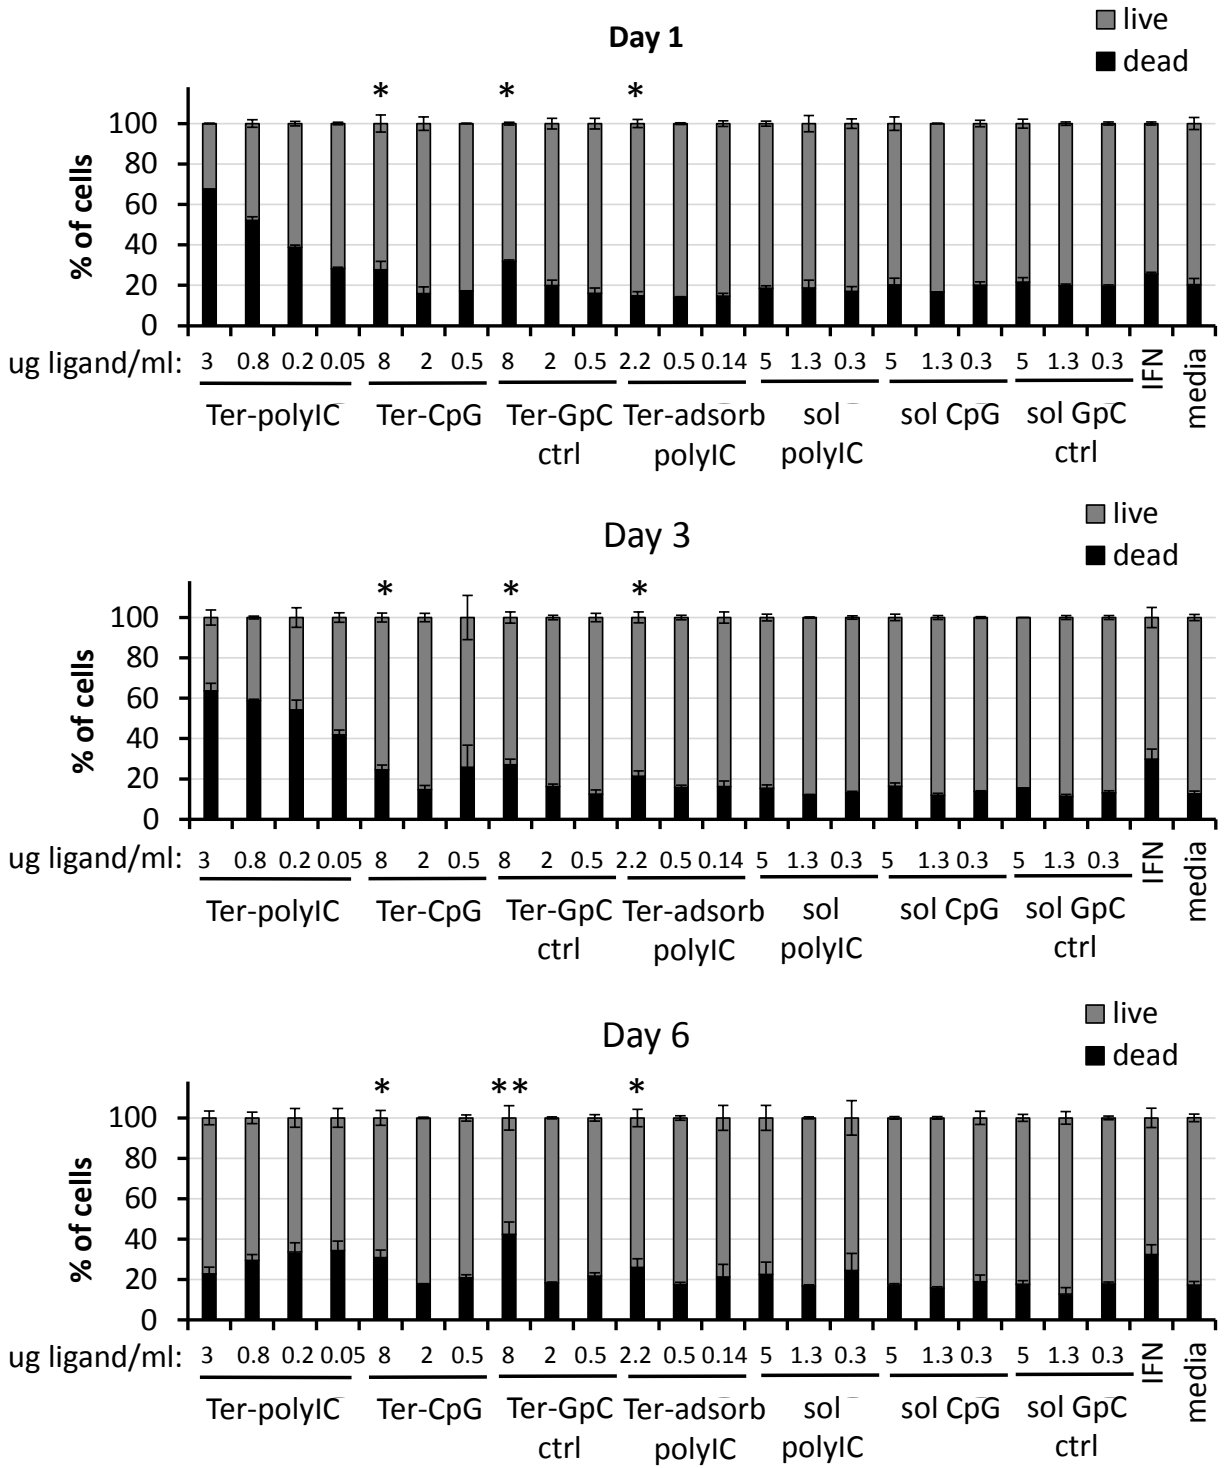 Day 1
live
dead
* * *
100
80
60
40
20
0
% of cells
ug ligand/ml: 3 0.8 0.2 0.05 8 2 0.5 8 2 0.5 2.2 0.5 0.14 5 1.3 0.3 5 1.3 0.3 5 1.3 0.3 IFN media
Ter-polyIC Ter-CpG Ter-GpC Ter-adsorb sol sol CpG sol GpC
ctrl polyIC polyIC ctrl
Day 3
live
dead
* * *
100
80
60
40
20
0
% of cells
ug ligand/ml: 3 0.8 0.2 0.05 8 2 0.5 8 2 0.5 2.2 0.5 0.14 5 1.3 0.3 5 1.3 0.3 5 1.3 0.3 IFN media
Ter-polyIC Ter-CpG Ter-GpC Ter-adsorb sol sol CpG sol GpC
ctrl polyIC polyIC ctrl
Day 6
live
dead
* ** *
100
80
60
40
20
0
% of cells
ug ligand/ml: 3 0.8 0.2 0.05 8 2 0.5 8 2 0.5 2.2 0.5 0.14 5 1.3 0.3 5 1.3 0.3 5 1.3 0.3 IFN media
Ter-polyIC Ter-CpG Ter-GpC Ter-adsorb sol sol CpG sol GpC
ctrl polyIC polyIC ctrl